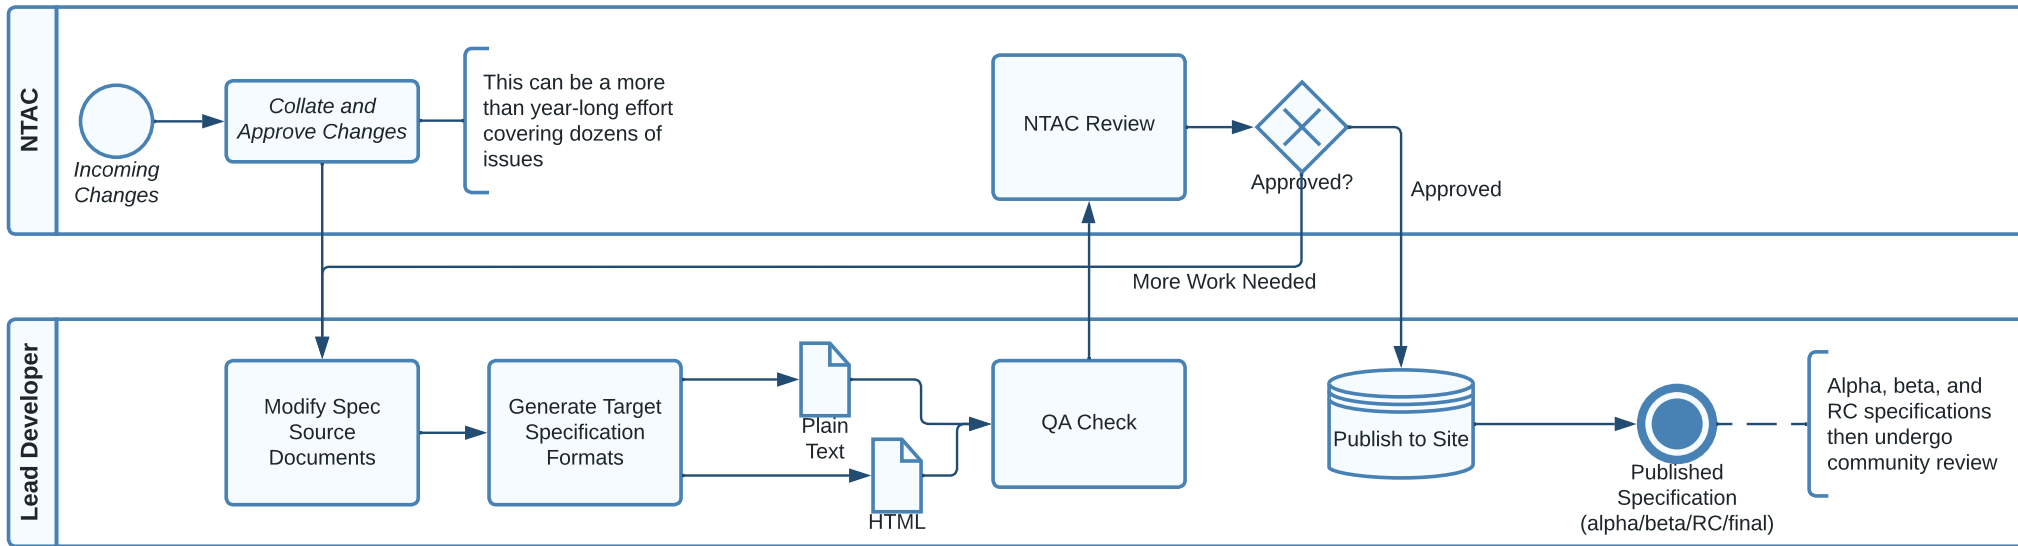 NTAC
Incoming
Changes
Collate and
Approve Changes
This can be a more
than year-long effort
covering dozens of
issues
NTAC Review
Approved?
Approved
More Work Needed
Lead Developer
Modify Spec
Source
Documents
Generate Target
Specification
Formats
Plain
Text
HTML
QA Check
Publish to Site
Published
Specification
(alpha/beta/RC/final)
Alpha, beta, and
RC specifications
then undergo
community review